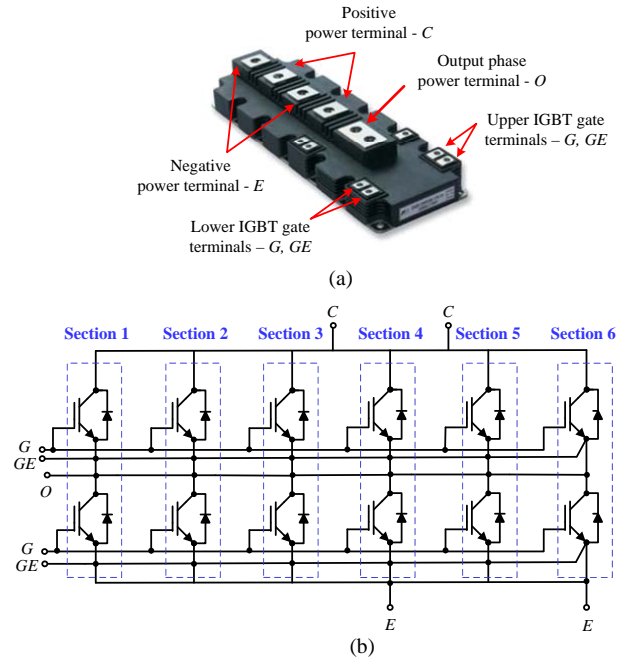 Positive
power terminal - C
Output phase
power terminal - O
Upper IGBT gate
terminals – G, GE
Negative
power terminal - E
Lower IGBT gate
terminals – G, GE
(a)
C C
Section 1 Section 2 Section 3 Section 4 Section 5 Section 6
G
GE
O
G
GE
E E
(b)